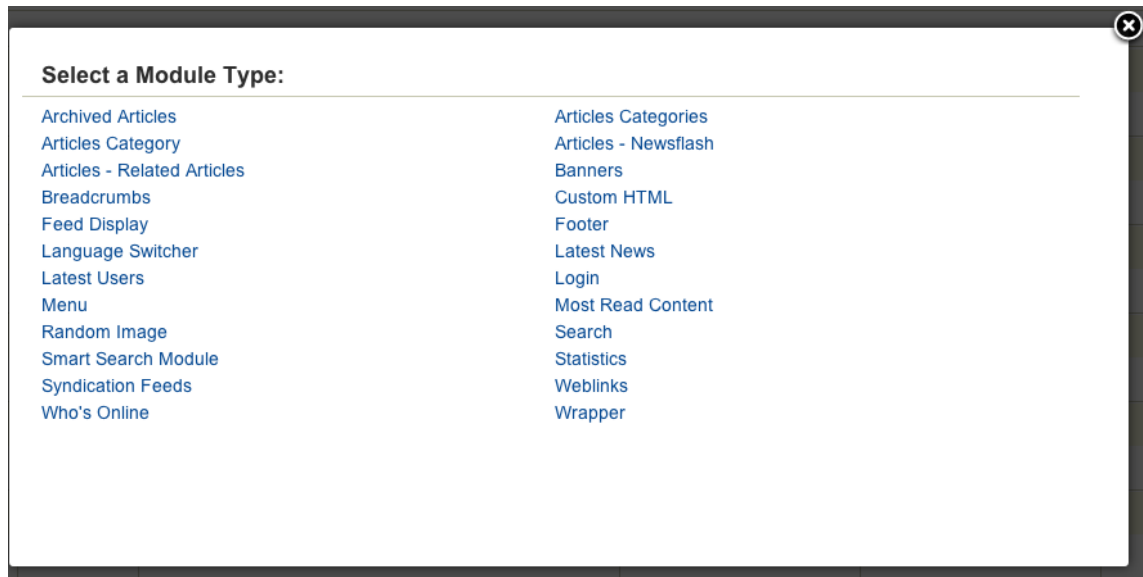 Select a Module Type:
Archived Articles
Articles Categories
Articles Category
Articles - Newsflash
Articles - Related Articles
Banners
Breadcrumbs
Custom HTML
Feed Display
Footer
Language Switcher
Latest News
Latest Users
Login
Menu
Most Read Content
Random Image
Search
Smart Search Module
Statistics
Syndication Feeds
Weblinks
Who's Online
Wrapper